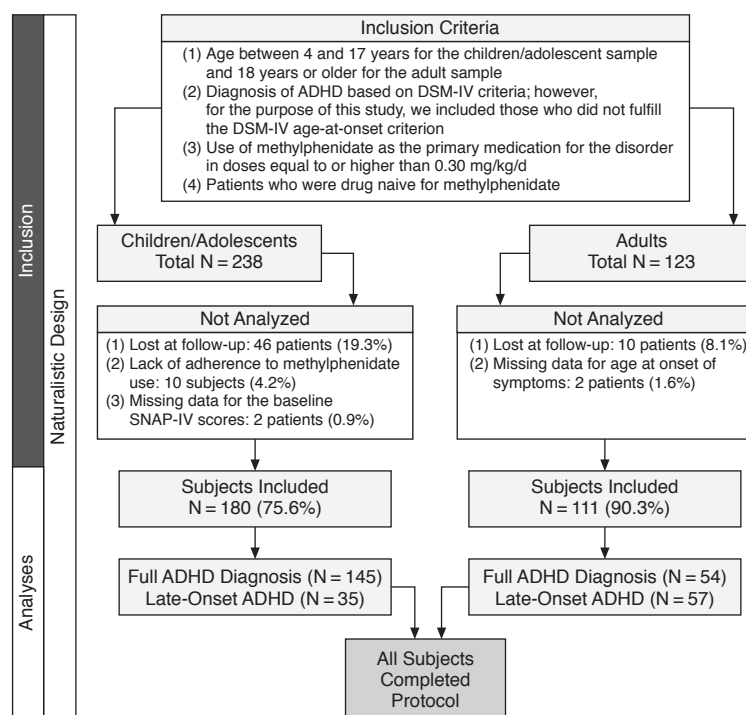 Inclusion Criteria
(1) Age between 4 and 17 years for the children/adolescent sample
and 18 years or older for the adult sample
(2) Diagnosis of ADHD based on DSM-IV criteria; however,
for the purpose of this study, we included those who did not fulfill
the DSM-IV age-at-onset criterion
(3) Use of methylphenidate as the primary medication for the disorder
in doses equal to or higher than 0.30 mg/kg/d
(4) Patients who were drug naive for methylphenidate
Inclusion
Naturalistic Design
Children/Adolescents
Total N = 238
Adults
Total N = 123
Not Analyzed
(1) Lost at follow-up: 46 patients (19.3%)
(2) Lack of adherence to methylphenidate
use: 10 subjects (4.2%)
(3) Missing data for the baseline
SNAP-IV scores: 2 patients (0.9%)
Not Analyzed
(1) Lost at follow-up: 10 patients (8.1%)
(2) Missing data for age at onset of
symptoms: 2 patients (1.6%)
Subjects Included
N = 180 (75.6%)
Subjects Included
N = 111 (90.3%)
Analyses
Full ADHD Diagnosis (N = 145)
Late-Onset ADHD (N = 35)
Full ADHD Diagnosis (N = 54)
Late-Onset ADHD (N = 57)
All Subjects
Completed
Protocol